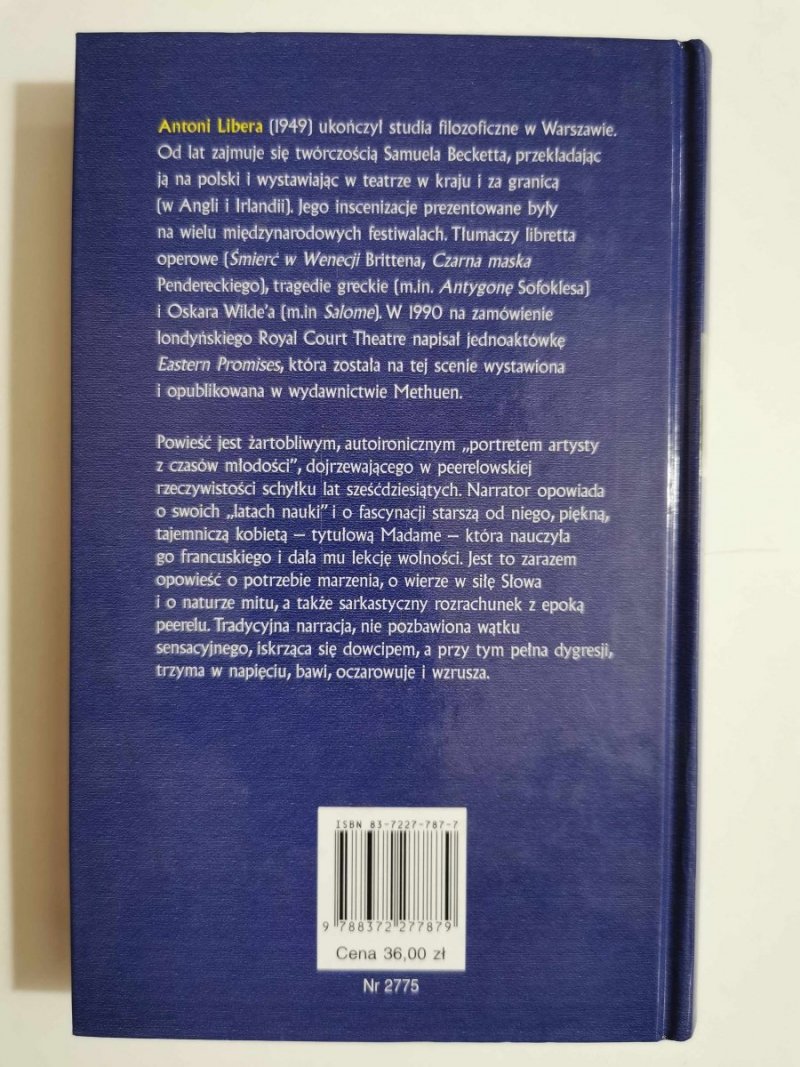 Antoni Libera (1949) ukończył studia filozoficzne w Warszawie.
Od lat zajmuje się twórczością Samuela Becketta, przekładając
ją na polski i wystawiając w teatrze w kraju i za granicą
(w Angli i Irlandii). Jego inscenizacje prezentowane były
na wielu międzynarodowych festiwalach. Tłumaczy libretta
operowe (Śmierć w Wenecji Brittena, Czarna maska
Pendereckiego), tragedie greckie (m.in. Antygonę Sofoklesa)
i Oskara Wilde'a (m.in Salome). W 1990 na zamówienie
londyńskiego Royal Court Theatre napisał jednoaktówkę
Eastern Promises, która została na tej scenie wystawiona
i opublikowana w wydawnictwie Methuen.
Powieść jest żartobliwym, autoironicznym „portretem artysty
z czasów młodości”, dojrzewającego w peerelowskiej
rzeczywistości schyłku lat sześćdziesiątych. Narrator opowiada
o swoich „latach nauki” i o fascynacji starszą od niego, piękną,
tajemniczą kobietą – tytułową Madame – która nauczyła
go francuskiego i dała mu lekcję wolności. Jest to zarazem
opowieść o potrzebie marzenia, o wierze w siłę Słowa
i o naturze mitu, a także sarkastyczny rozrachunek z epoką
peerelu. Tradycyjna narracja, nie pozbawiona wątku
sensacyjnego, iskrząca się dowcipem, a przy tym pełna dygresji,
trzyma w napięciu, bawi, oczarowuje i wzrusza.
ISBN 83-7227-787-7
9 788372 277879
Cena 36,00 zł
Nr 2775